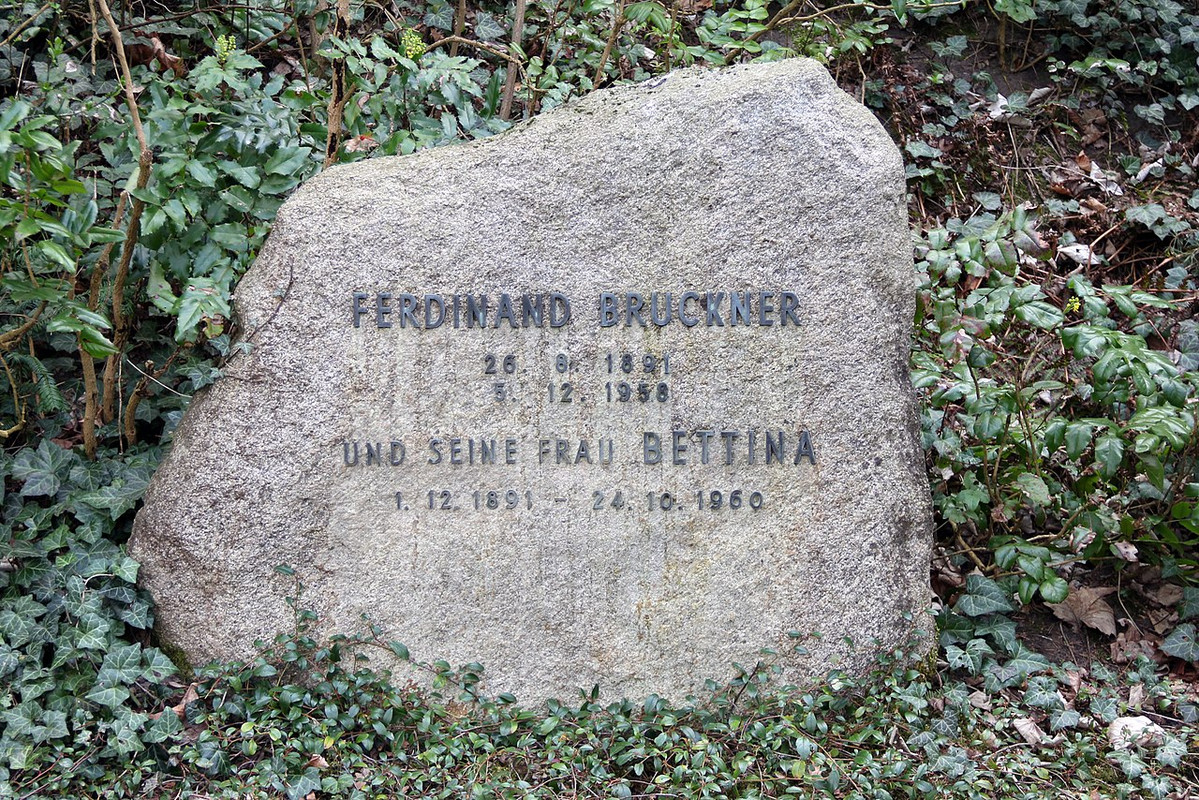 FERDINAND BRUCKNER
26. 8. 1891
5. 12. 1958
UND SEINE FRAU BETTINA
1. 12. 1891 – 24. 10. 1960